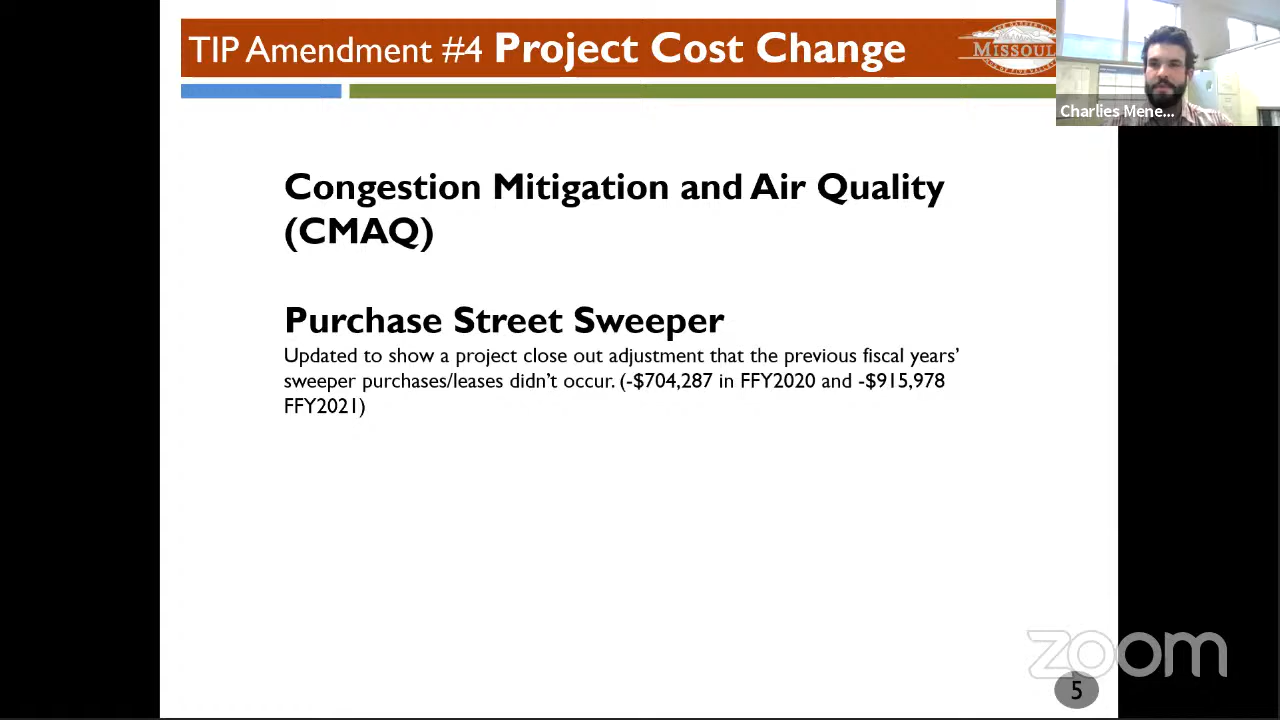 TIP Amendment #4 Project Cost Change
MISSOUL
Charlies Mene...
Congestion Mitigation and Air Quality
(CMAQ)
Purchase Street Sweeper
Updated to show a project close out adjustment that the previous fiscal years’
sweeper purchases/leases didn’t occur. (-$704,287 in FFY2020 and -$915,978
FFY2021)
zoom
5